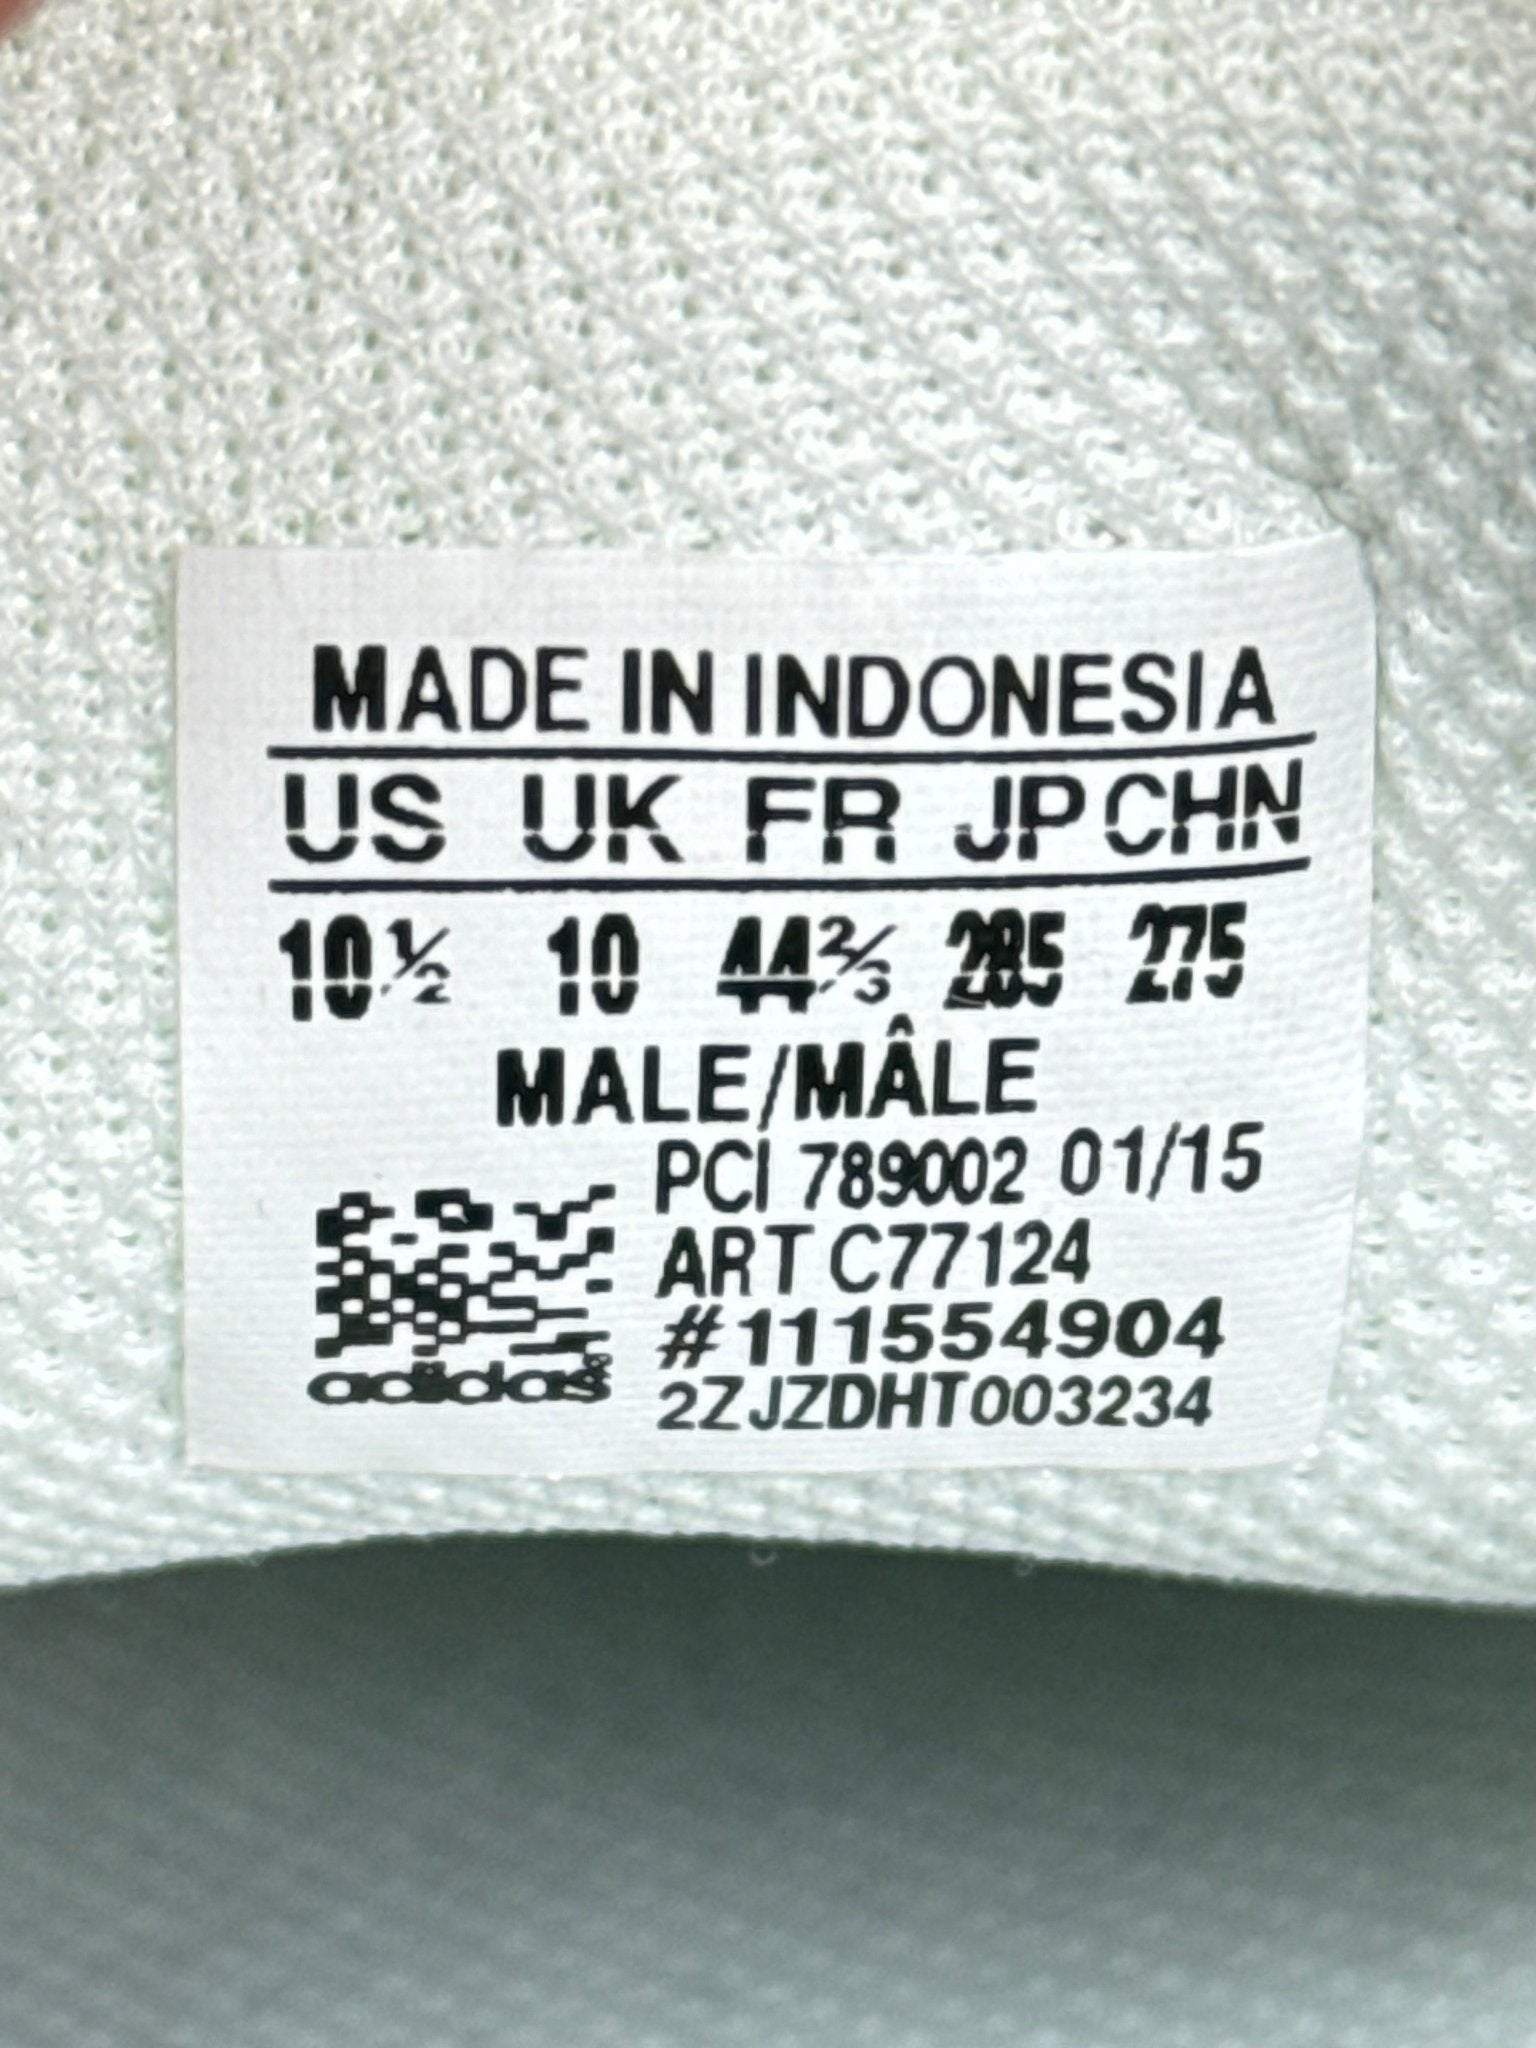 MADE IN INDONESIA
US UK FR JP CHN
10½ 10 44⅔ 285 275
MALE/MÂLE
PCI 789002 01/15
ART C77124
#111554904
adidas
2ZJZDHT003234